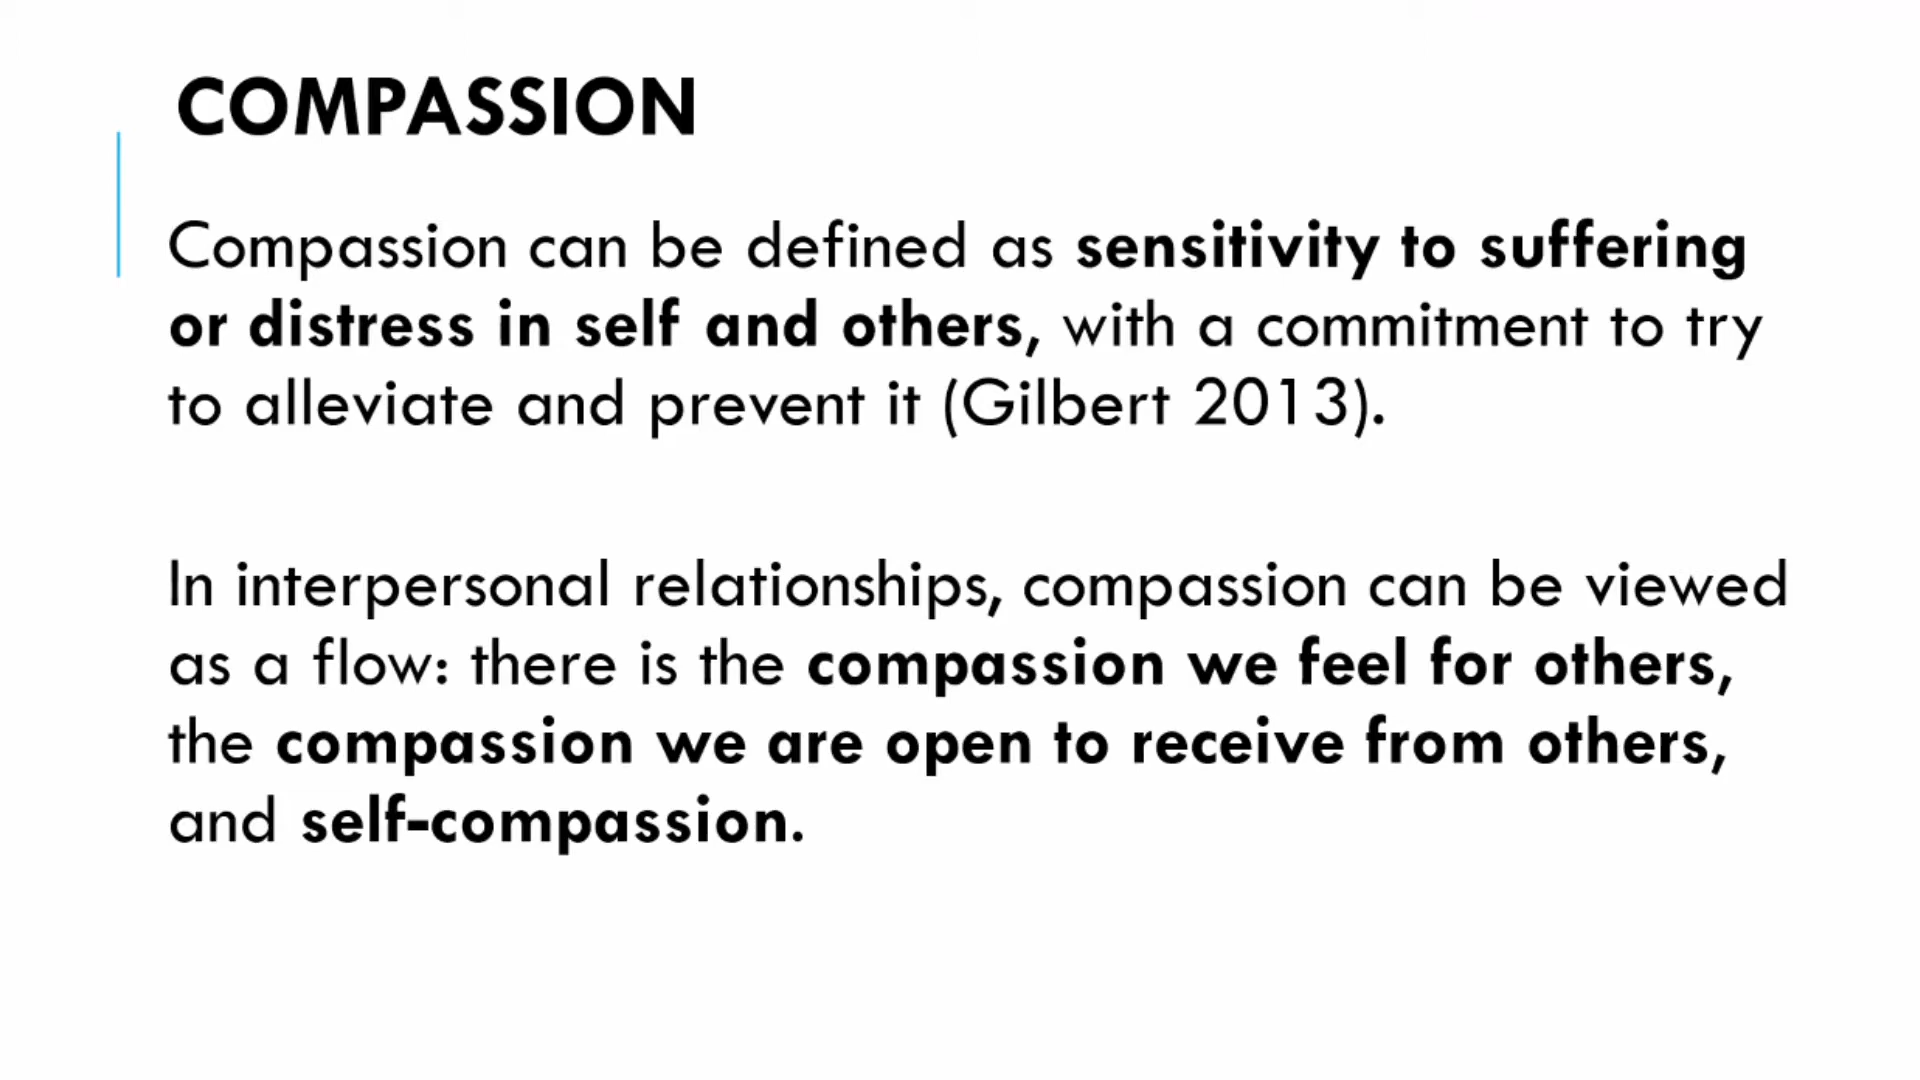 COMPASSION
Compassion can be defined as sensitivity to suffering
or distress in self and others, with a commitment to try
to alleviate and prevent it (Gilbert 2013).
In interpersonal relationships, compassion can be viewed
as a flow: there is the compassion we feel for others,
the compassion we are open to receive from others,
and self-compassion.